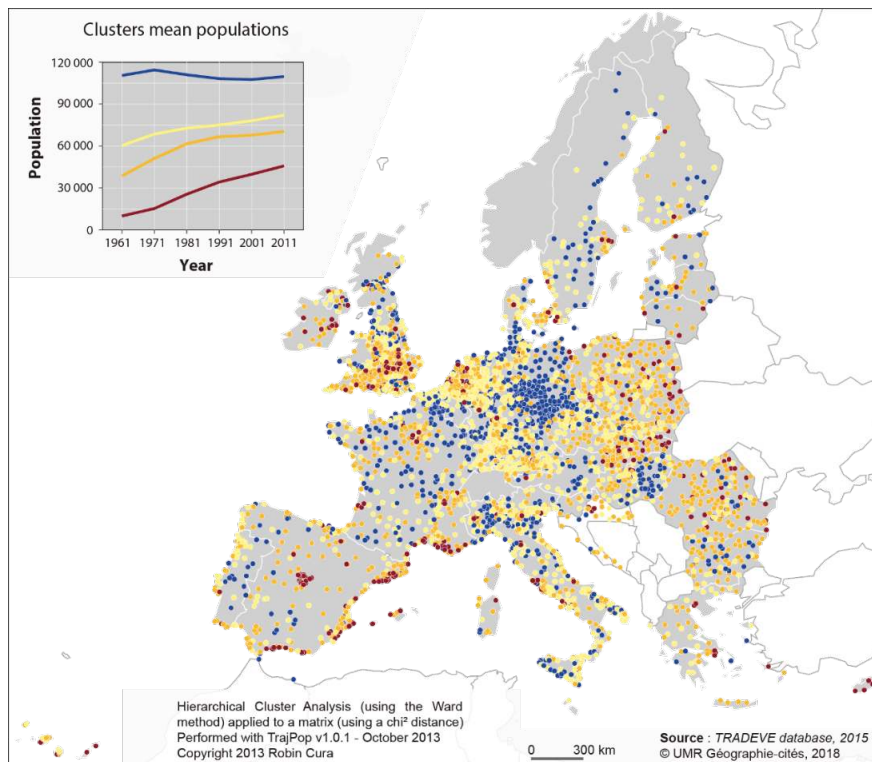 Clusters mean populations
120 000
90 000
60 000
30 000
0
Population
1961 1971 1981 1991 2001 2011
Year
Hierarchical Cluster Analysis (using the Ward
method) applied to a matrix (using a chi² distance)
Performed with TrajPop v1.0.1 - October 2013
Copyright 2013 Robin Cura
0 300 km
Source : TRADEVE database, 2015
© UMR Géographie-cités, 2018